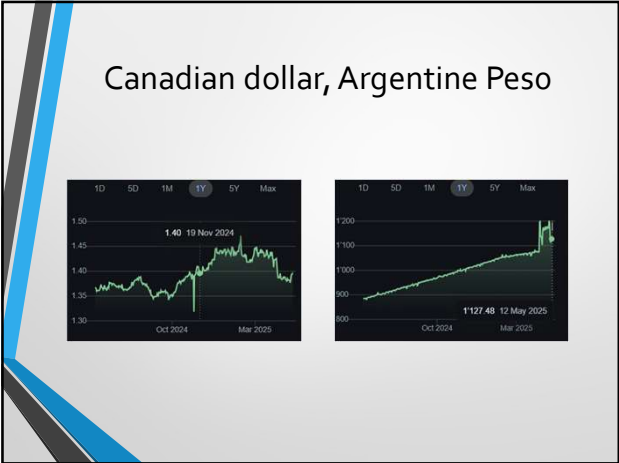 Canadian dollar, Argentine Peso
1D 5D 1M 1Y 5Y Max
1.40 19 Nov 2024
1.50
1.45
1.40
1.35
1.30
Oct 2024 Mar 2025
1D 5D 1M 1Y 5Y Max
1'200
1'100
1'000
900
800
1'127.48 12 May 2025
Oct 2024 Mar 2025